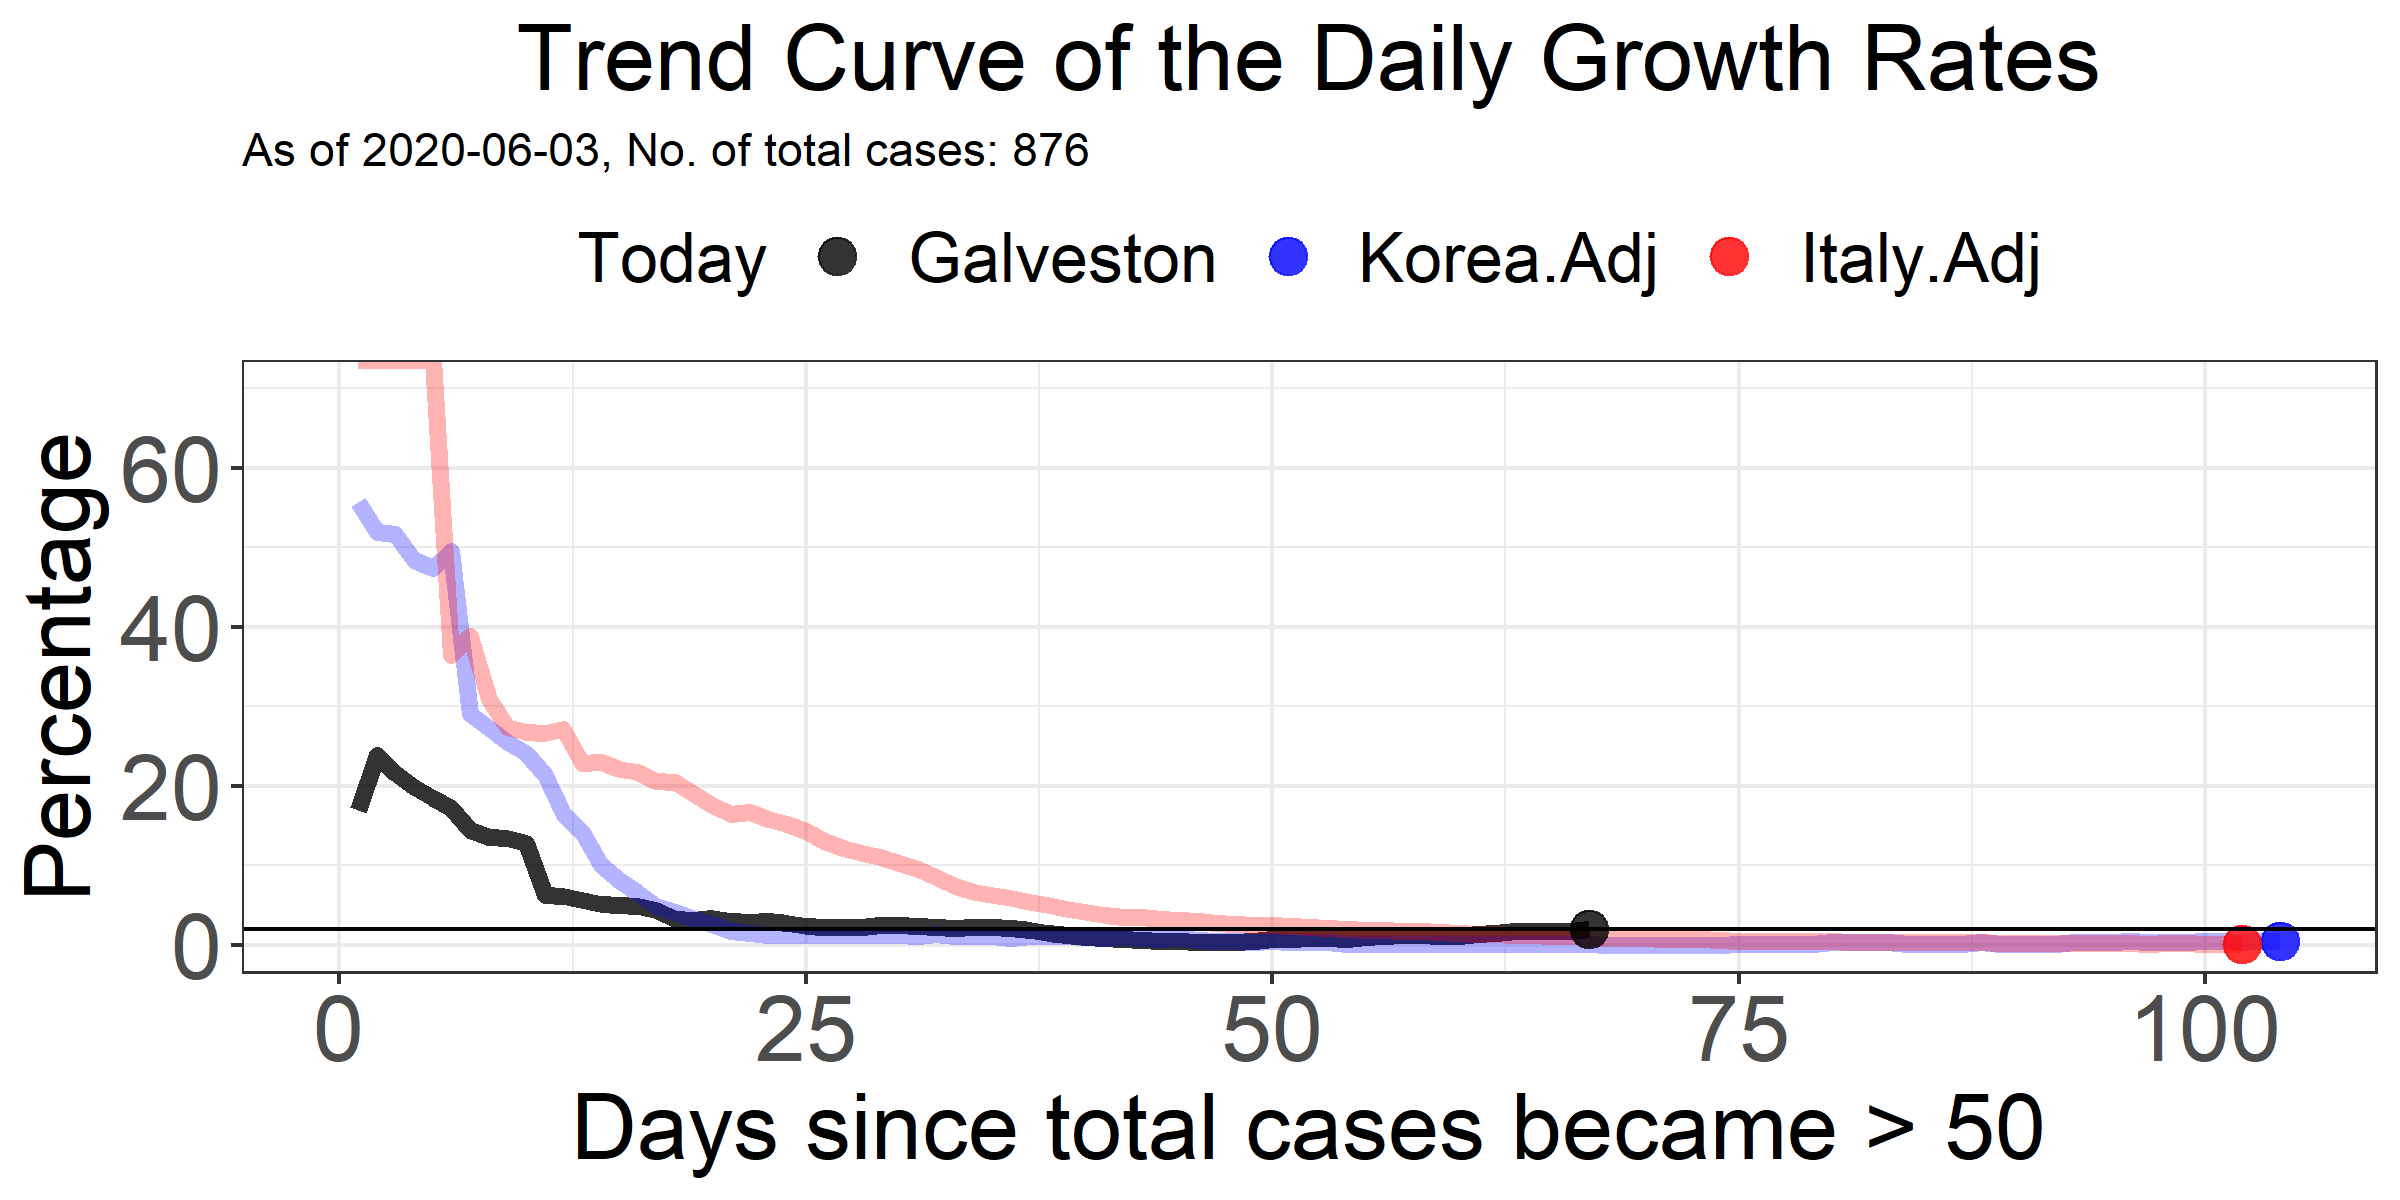 Trend Curve of the Daily Growth Rates
As of 2020-06-03, No. of total cases: 876
Today Galveston Korea.Adj Italy.Adj
Percentage
60
40
20
0
0 25 50 75 100
Days since total cases became > 50